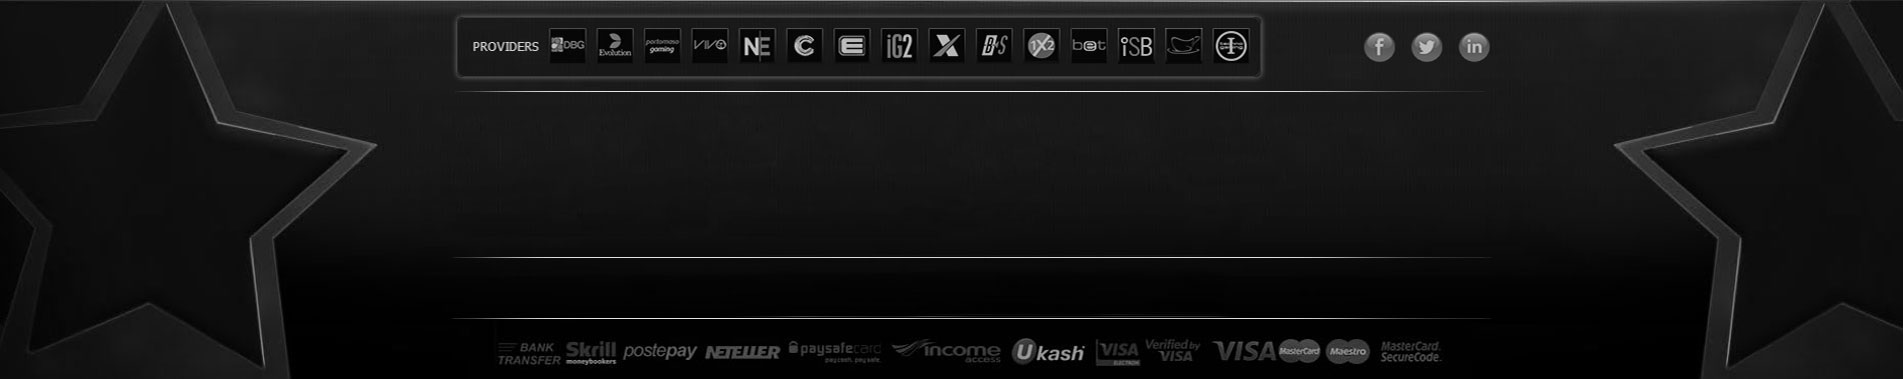 PROVIDERS
DBG
Evolution
portomaso
gaming
VIVO
NE
C
E
iG2
X
B&S
1X2
bet
iSB
f
in
BANK
TRANSFER
Skrill
moneybookers
postepay
NETELLER
paysafecard
pay cash. pay safe.
income
access
Ukash
VISA
ELECTRON
Verified by
VISA
VISA
MasterCard
Maestro
MasterCard.
SecureCode.